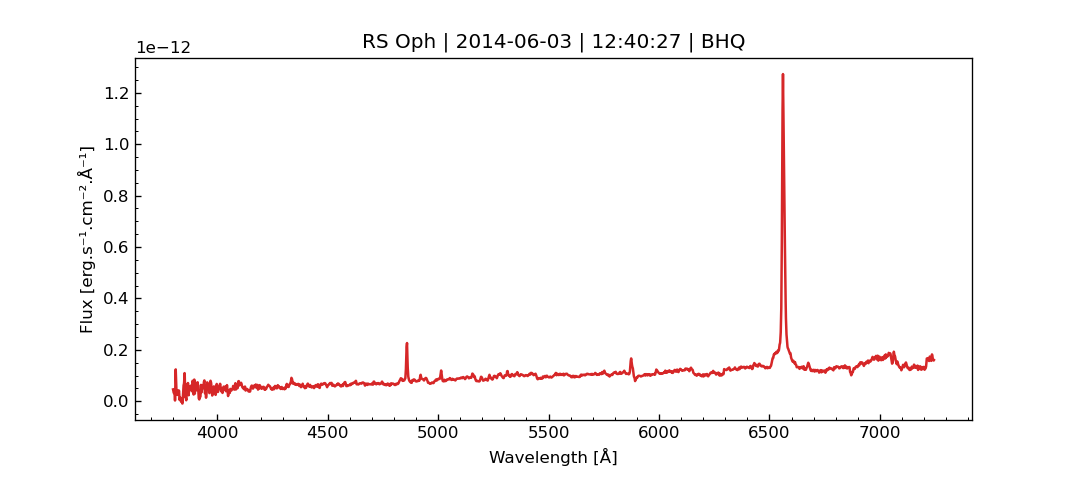 RS Oph | 2014-06-03 | 12:40:27 | BHQ
1e−12
1.2
1.0
0.8
0.6
0.4
0.2
0.0
Flux [erg.s⁻¹.cm⁻².Å⁻¹]
4000 4500 5000 5500 6000 6500 7000
Wavelength [Å]